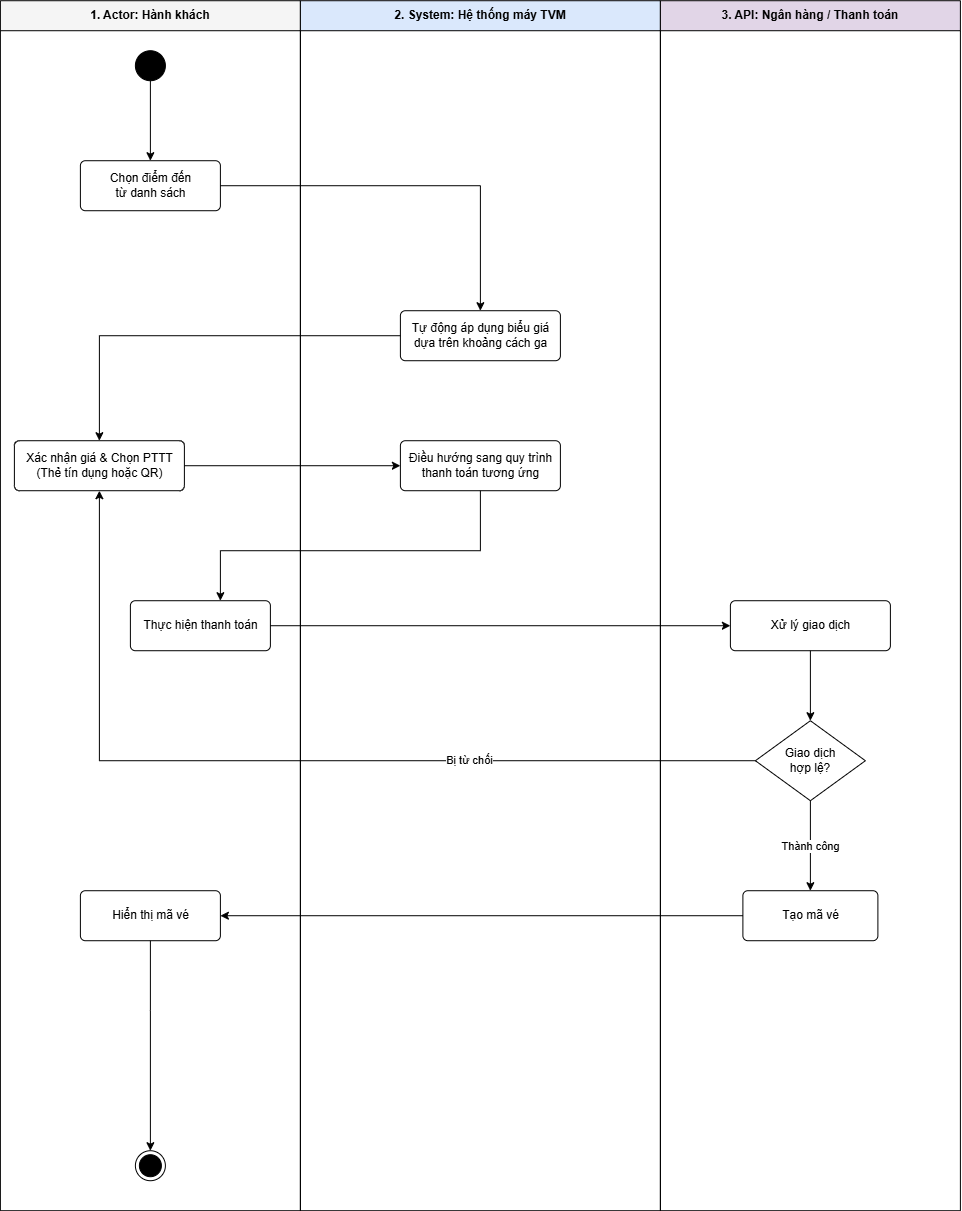 1. Actor: Hành khách
2. System: Hệ thống máy TVM
3. API: Ngân hàng / Thanh toán
Chọn điểm đến
từ danh sách
Tự động áp dụng biểu giá
dựa trên khoảng cách ga
Xác nhận giá & Chọn PTTT
(Thẻ tín dụng hoặc QR)
Điều hướng sang quy trình
thanh toán tương ứng
Thực hiện thanh toán
Xử lý giao dịch
Giao dịch
hợp lệ?
Bị từ chối
Thành công
Hiển thị mã vé
Tạo mã vé